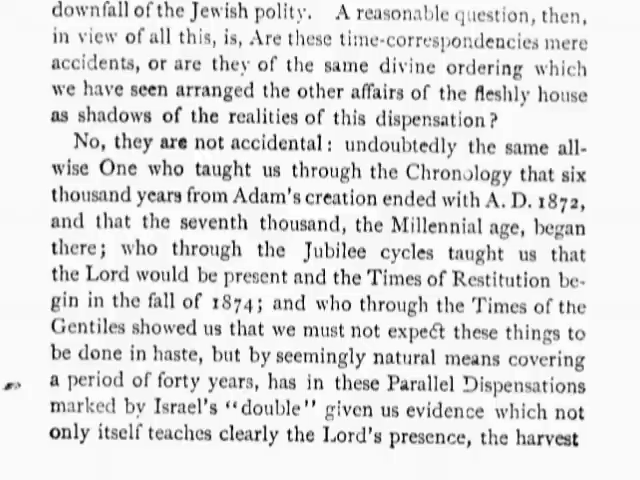 downfall of the Jewish polity. A reasonable question, then,
in view of all this, is, Are these time-correspondencies mere
accidents, or are they of the same divine ordering which
we have seen arranged the other affairs of the fleshly house
as shadows of the realities of this dispensation?
No, they are not accidental: undoubtedly the same all-
wise One who taught us through the Chronology that six
thousand years from Adam's creation ended with A. D. 1872,
and that the seventh thousand, the Millennial age, began
there; who through the Jubilee cycles taught us that
the Lord would be present and the Times of Restitution be-
gin in the fall of 1874; and who through the Times of the
Gentiles showed us that we must not expect these things to
be done in haste, but by seemingly natural means covering
a period of forty years, has in these Parallel Dispensations
marked by Israel's "double" given us evidence which not
only itself teaches clearly the Lord's presence, the harvest